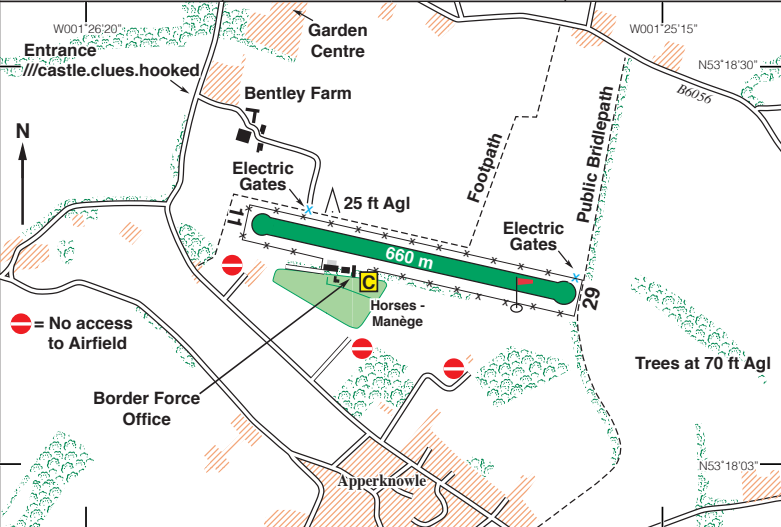 W001°26'20"
Garden
Centre
W001°25'15"
Entrance
///castle.clues.hooked
N53°18'30"
B6056
Bentley Farm
N
Footpath
Public Bridlepath
Electric
Gates
25 ft Agl
11
Electric
Gates
660 m
29
C
Horses -
Manège
= No access
to Airfield
Trees at 70 ft Agl
Border Force
Office
N53°18'03"
Apperknowle